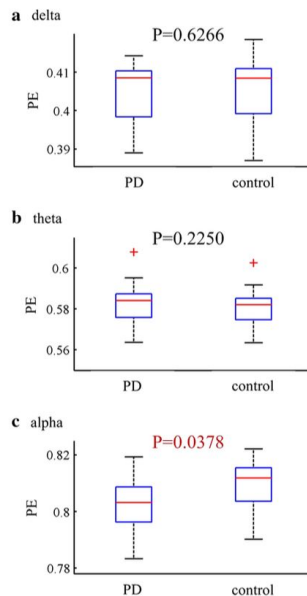 a delta
P=0.6266
0.41
0.4
0.39
PE
PD control
b theta
P=0.2250
0.6
0.58
0.56
PE
PD control
c alpha
P=0.0378
0.82
0.8
0.78
PE
PD control